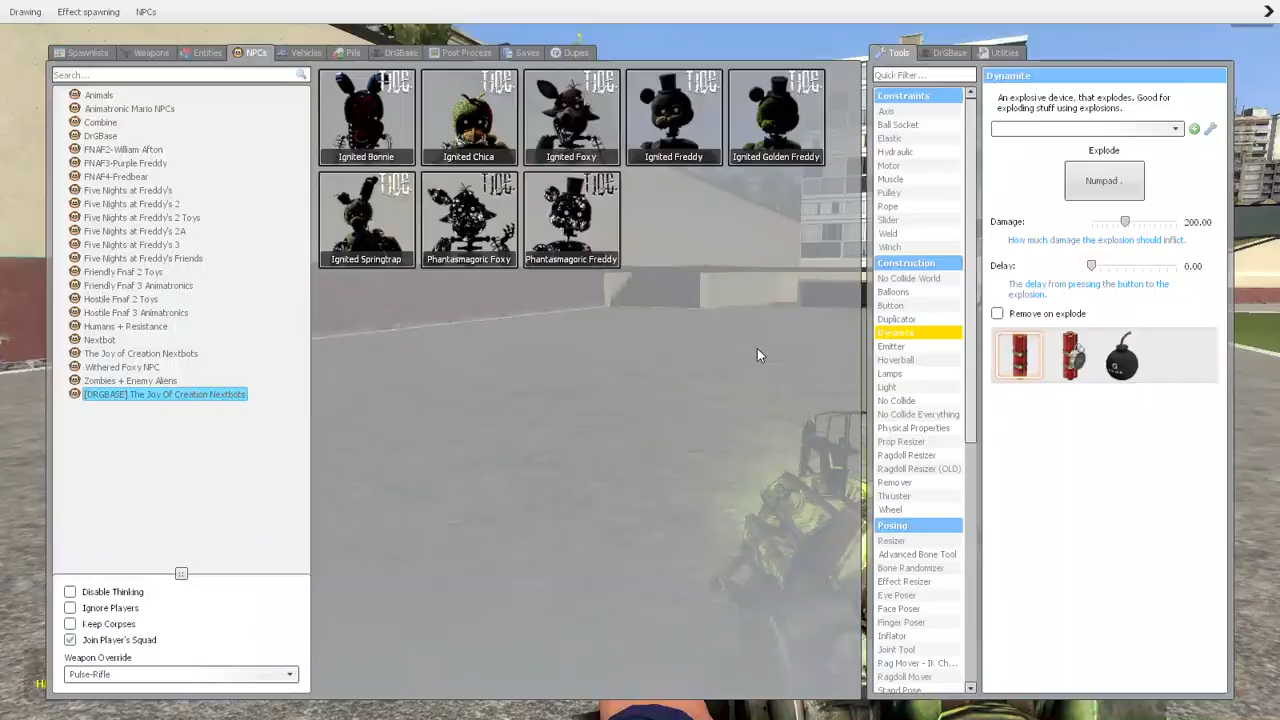 Drawing Effect spawning NPCs
Spawnlists Weapons Entities NPCs Vehicles Pills DrGBase Post Process Saves Dupes
Search...
Animals
Animatronic Mario NPCs
Combine
DrGBase
FNAF2-William Afton
FNAF3-Purple Freddy
FNAF4-Fredbear
Five Nights at Freddy's
Five Nights at Freddy's 2
Five Nights at Freddy's 2 Toys
Five Nights at Freddy's 2A
Five Nights at Freddy's 3
Five Nights at Freddy's Friends
Friendly Fnaf 2 Toys
Friendly Fnaf 3 Animatronics
Hostile Fnaf 2 Toys
Hostile Fnaf 3 Animatronics
Humans + Resistance
Nextbot
The Joy of Creation Nextbots
Withered Foxy NPC
Zombies + Enemy Aliens
[DRGBASE] The Joy Of Creation Nextbots
Disable Thinking
Ignore Players
Keep Corpses
Join Player's Squad
Weapon Override
Pulse-Rifle
Ignited Bonnie
Ignited Chica
Ignited Foxy
Ignited Freddy
Ignited Golden Freddy
Ignited Springtrap
Phantasmagoric Foxy
Phantasmagoric Freddy
Tools DrGBase Utilities
Quick Filter...
Constraints
Axis
Ball Socket
Elastic
Hydraulic
Motor
Muscle
Pulley
Rope
Slider
Weld
Winch
Construction
No Collide World
Balloons
Button
Duplicator
Dynamite
Emitter
Hoverball
Lamps
Light
No Collide
No Collide Everything
Physical Properties
Prop Resizer
Ragdoll Resizer
Ragdoll Resizer (OLD)
Remover
Thruster
Wheel
Posing
Resizer
Advanced Bone Tool
Bone Randomizer
Effect Resizer
Eye Poser
Face Poser
Finger Poser
Inflator
Joint Tool
Rag Mover - IK Ch...
Ragdoll Mover
Stand Pose
Dynamite
An explosive device, that explodes. Good for
exploding stuff using explosions.
Explode
Numpad .
Damage: 200.00
How much damage the explosion should inflict.
Delay: 0.00
The delay from pressing the button to the
explosion.
Remove on explode